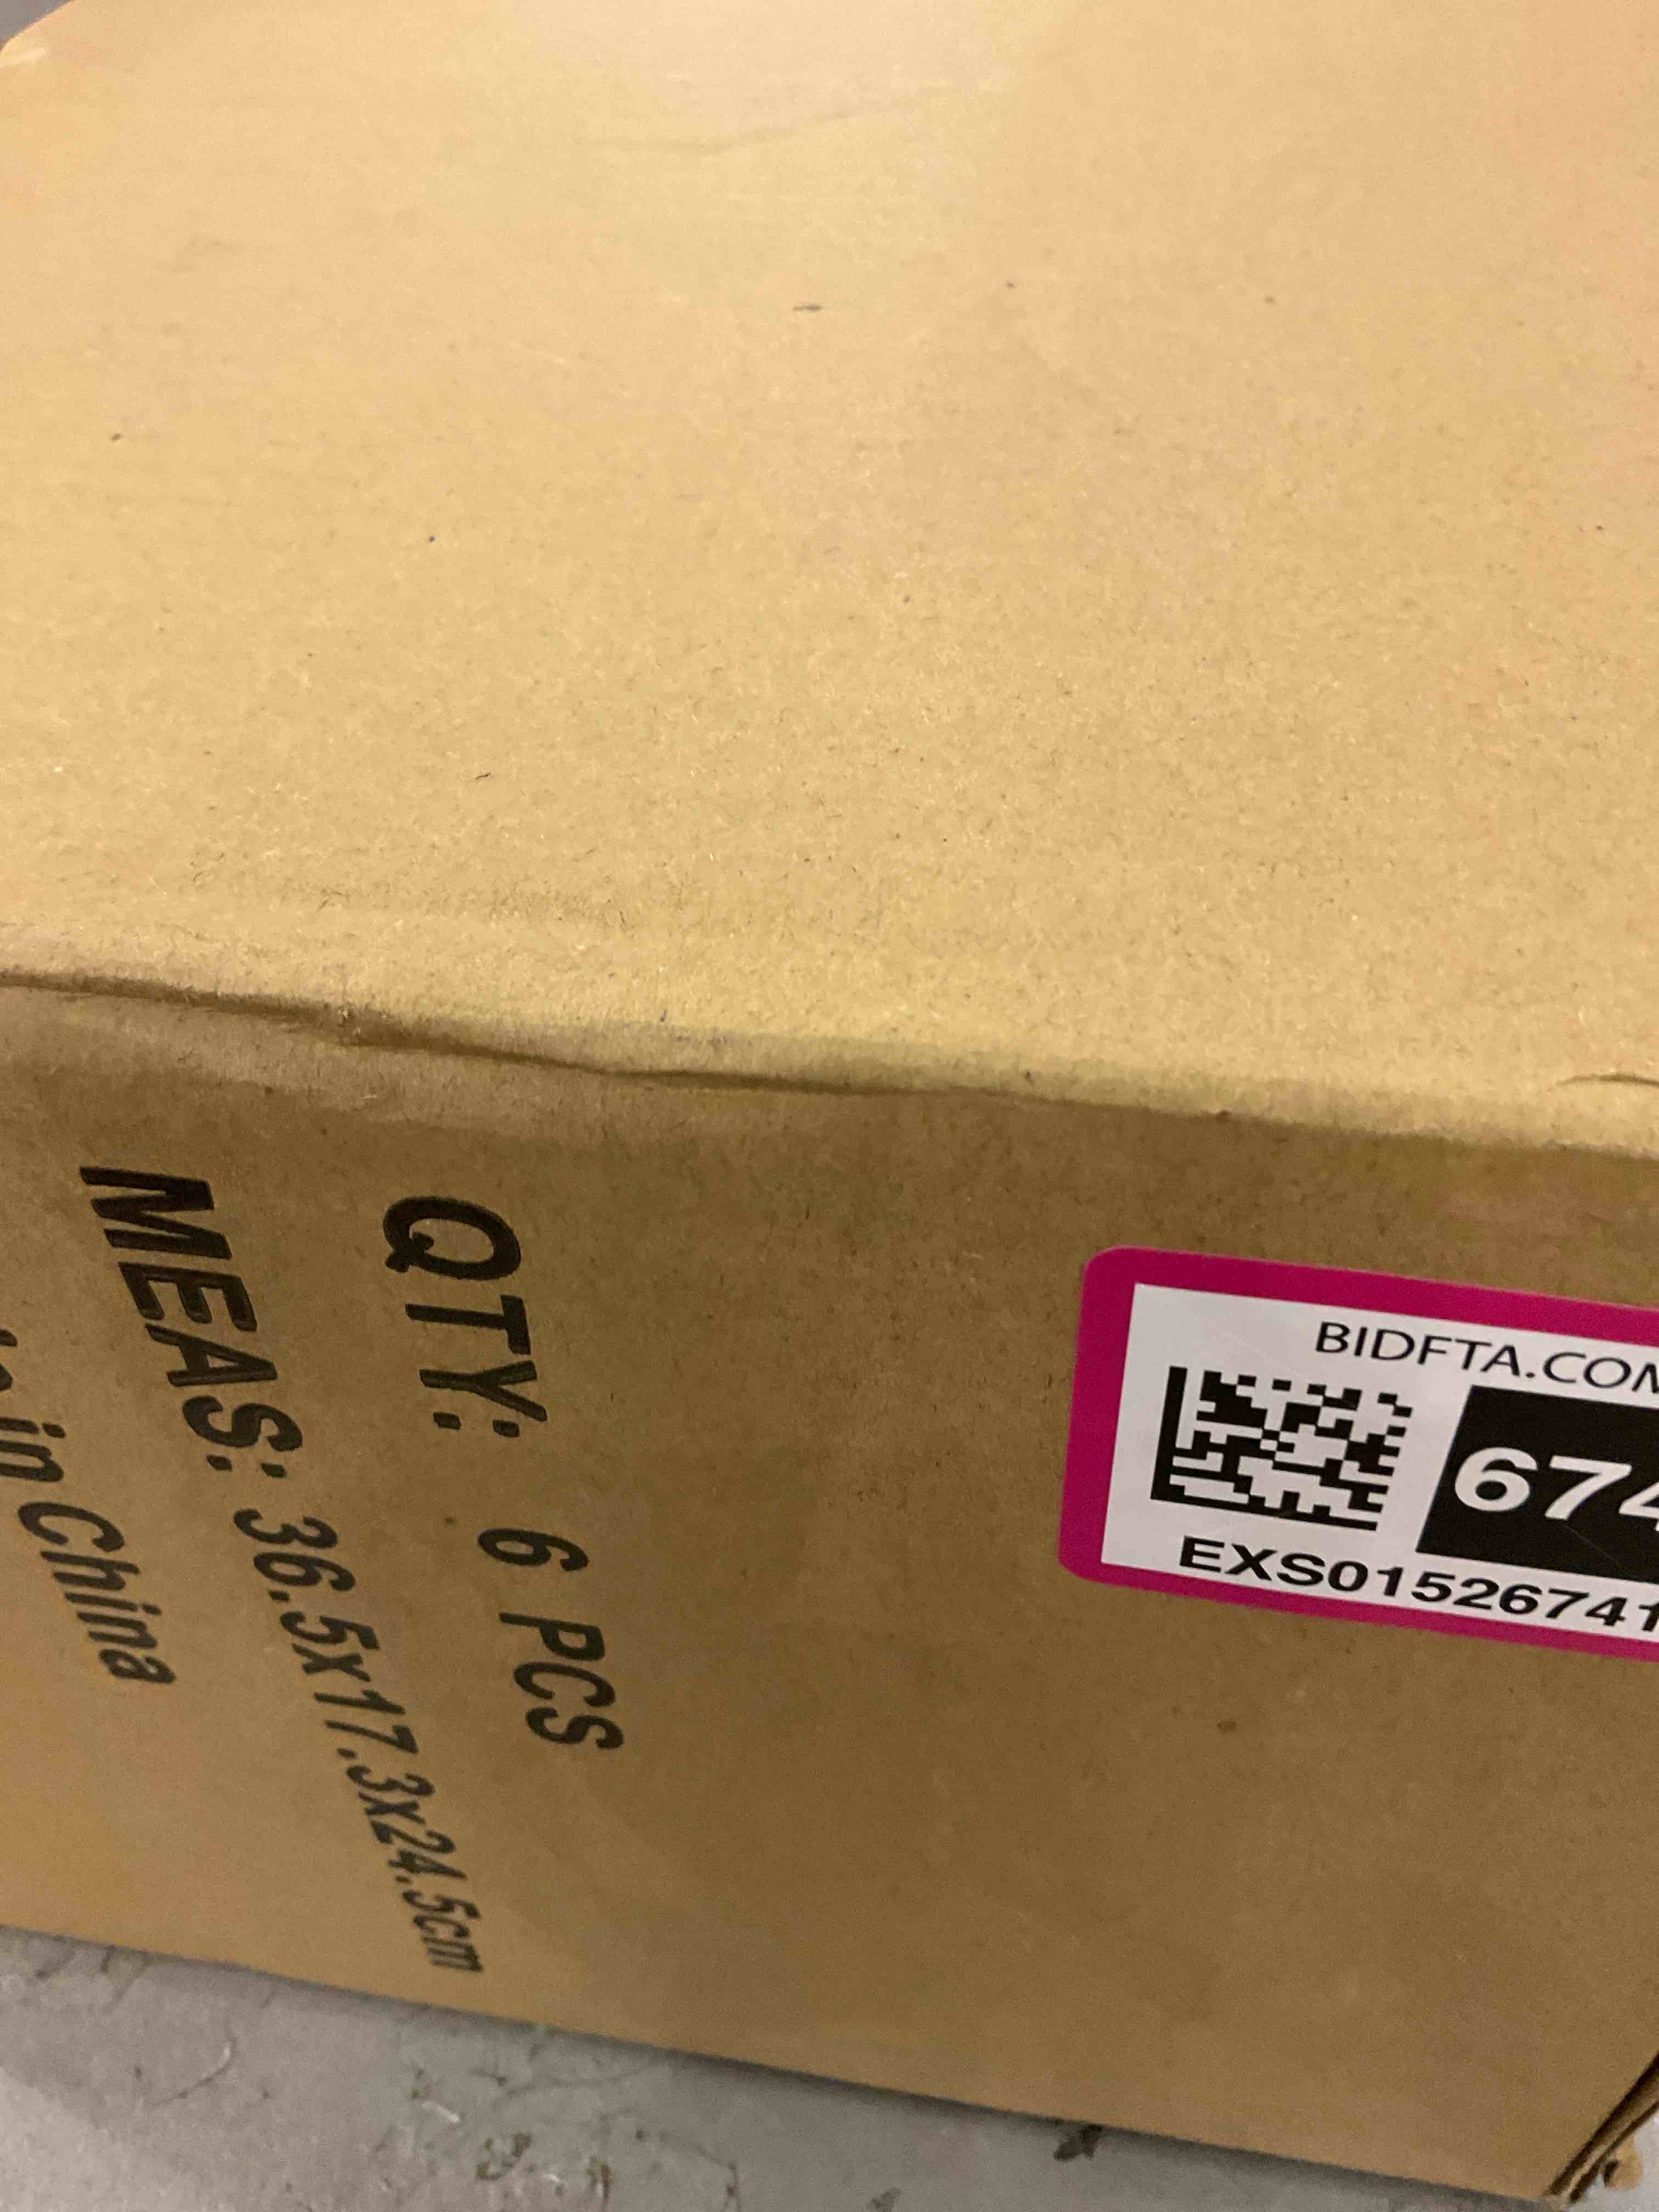 QTY: 6 PCS
MEAS: 36.5x17.3x24.5cm
in China
BIDFTA.COM
674
EXS01526741